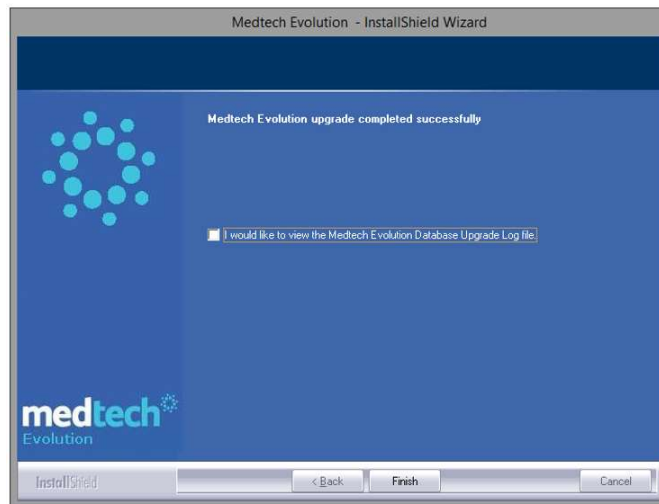 Medtech Evolution - InstallShield Wizard
Medtech Evolution upgrade completed successfully
I would like to view the Medtech Evolution Database Upgrade Log file.
medtech
Evolution
InstallShield
< Back
Finish
Cancel